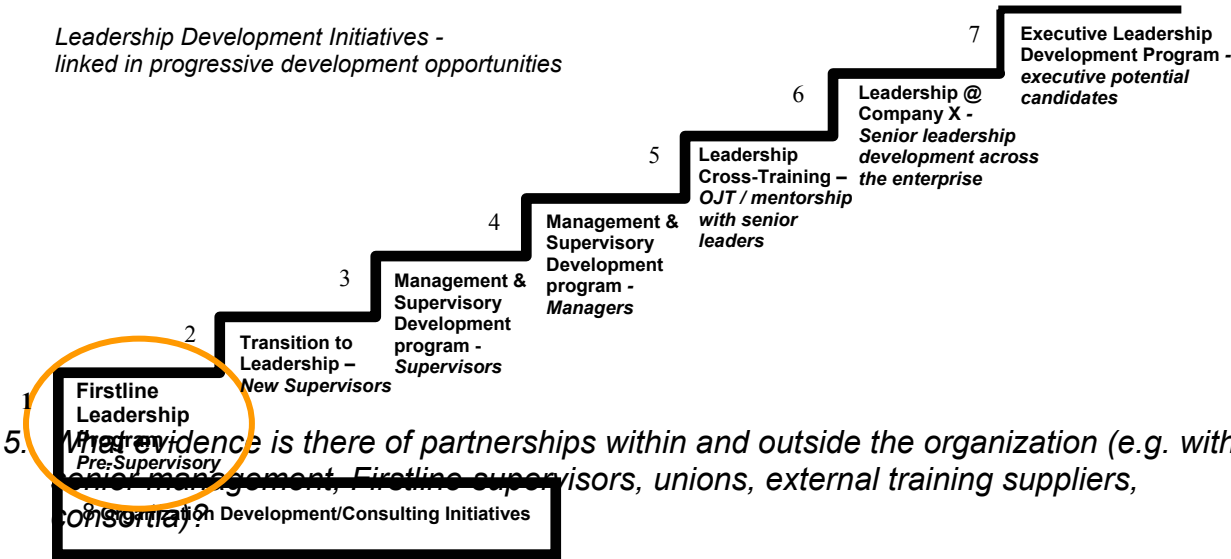 Leadership Development Initiatives -
linked in progressive development opportunities
7
Executive Leadership
Development Program -
executive potential
candidates
6
Leadership @
Company X -
Senior leadership
development across
the enterprise
5
Leadership
Cross-Training –
OJT / mentorship
with senior
leaders
4
Management &
Supervisory
Development
program -
Managers
3
Management &
Supervisory
Development
program -
Supervisors
2
Transition to
Leadership –
New Supervisors
1
Firstline
Leadership
Program –
Pre-Supervisory
5. What evidence is there of partnerships within and outside the organization (e.g. with
senior management, Firstline supervisors, unions, external training suppliers,
consortia)?
8 Organization Development/Consulting Initiatives